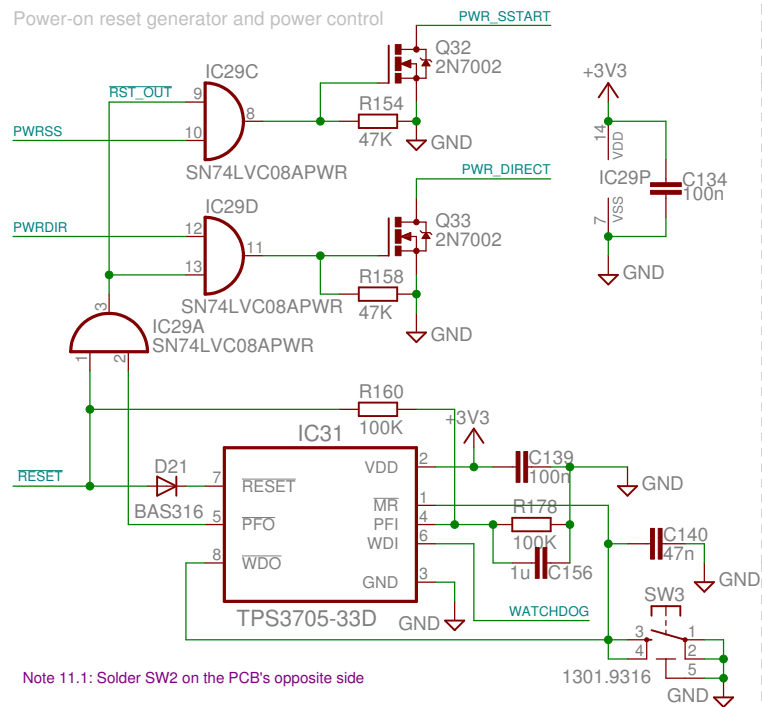 Power-on reset generator and power control
PWR_SSTART
Q32
2N7002
IC29C
RST_OUT
9
8
10
PWRSS
R154
47K
GND
SN74LVC08APWR
+3V3
14
VDD
IC29P
C134
100n
7
VSS
GND
PWR_DIRECT
IC29D
Q33
2N7002
PWRDIR
12
11
13
R158
47K
GND
SN74LVC08APWR
3
IC29A
SN74LVC08APWR
1
2
R160
100K
+3V3
IC31
D21
BAS316
RESET
7
RESET
5
PFO
8
WDO
VDD
2
MR
1
PFI
4
WDI
6
GND
3
C139
100n
GND
R178
100K
1u
C156
C140
47n
GND
TPS3705-33D
GND
WATCHDOG
SW3
3
1
4
2
5
1301.9316
GND
Note 11.1: Solder SW2 on the PCB's opposite side